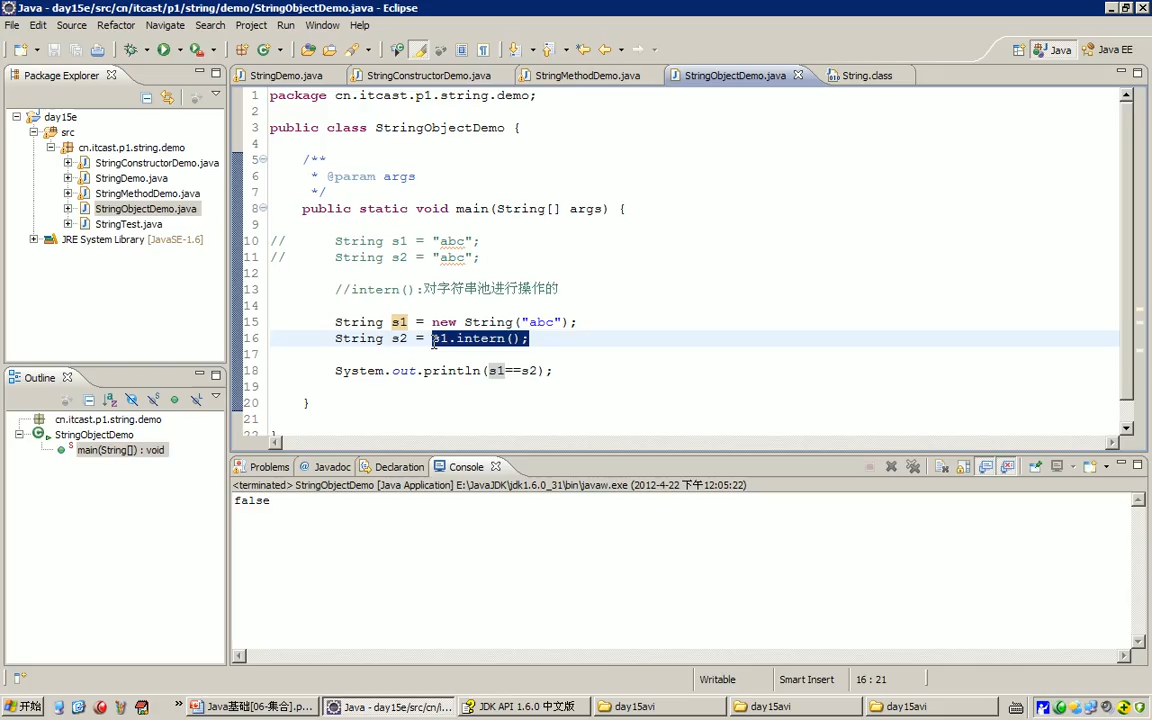 Java - day15e/src/cn/itcast/p1/string/demo/StringObjectDemo.java - Eclipse
File Edit Source Refactor Navigate Search Project Run Window Help
Java Java EE
Package Explorer
day15e
src
cn.itcast.p1.string.demo
StringConstructorDemo.java
StringDemo.java
StringMethodDemo.java
StringObjectDemo.java
StringTest.java
JRE System Library [JavaSE-1.6]
Outline
cn.itcast.p1.string.demo
StringObjectDemo
S
main(String[]) : void
StringDemo.java StringConstructorDemo.java StringMethodDemo.java StringObjectDemo.java String.class
1 package cn.itcast.p1.string.demo;
2
3 public class StringObjectDemo {
4
5 /**
6 * @param args
7 */
8 public static void main(String[] args) {
9
10 // String s1 = "abc";
11 // String s2 = "abc";
12
13 //intern():对字符串池进行操作的
14
15 String s1 = new String("abc");
16 String s2 = s1.intern();
17
18 System.out.println(s1==s2);
19
20 }
21
22 }
Problems @ Javadoc Declaration Console
<terminated> StringObjectDemo [Java Application] E:\JavaJDK\jdk1.6.0_31\bin\javaw.exe (2012-4-22 下午12:05:22)
false
Writable Smart Insert 16 : 21
开始 » Java基础[06-集合].p... Java - day15e/src/cn/... JDK API 1.6.0 中文版 day15avi day15avi day15avi